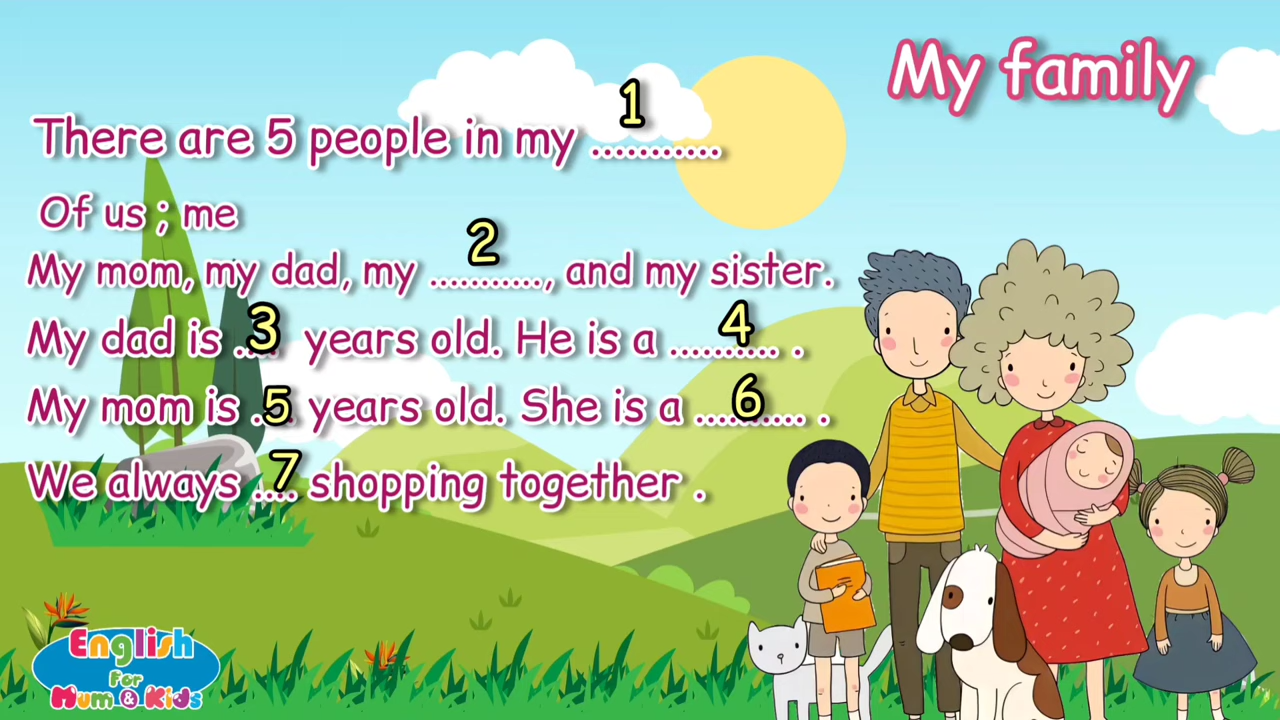 My family
There are 5 people in my 1 ...........
Of us ; me
My mom, my dad, my 2 ..........., and my sister.
My dad is 3 .... years old. He is a 4 .......... .
My mom is 5 .... years old. She is a 6 .......... .
We always 7 .... shopping together .
English
For
Mum & Kids